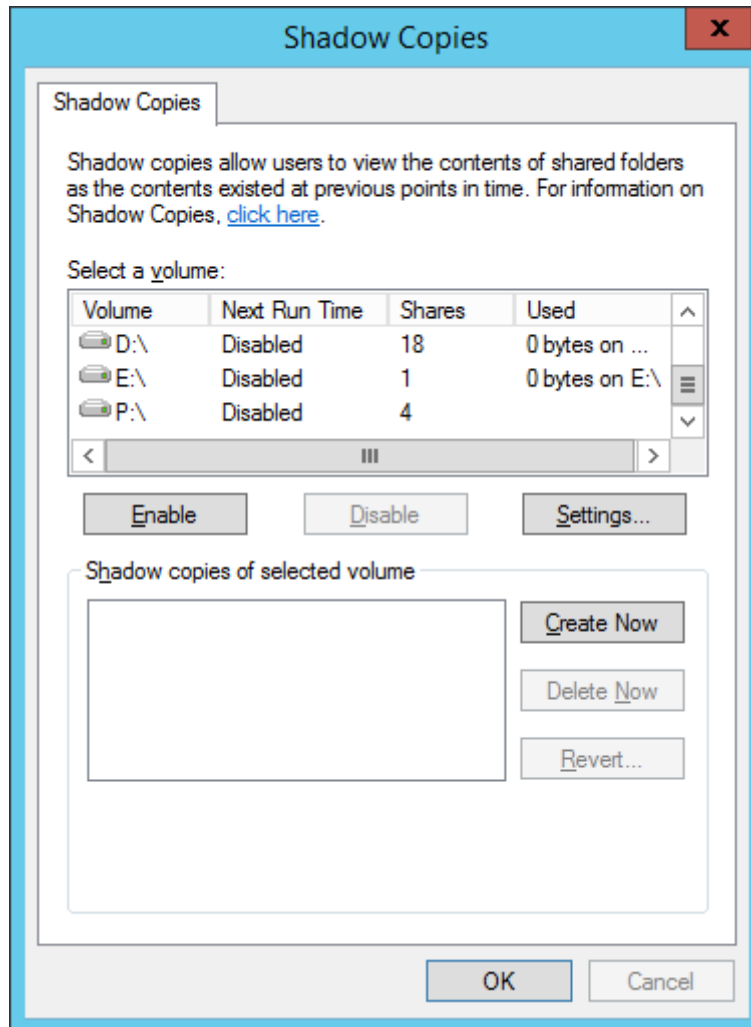 Shadow Copies
x
Shadow Copies
Shadow copies allow users to view the contents of shared folders
as the contents existed at previous points in time. For information on
Shadow Copies, click here.
Select a volume:
Volume Next Run Time Shares Used
D:\ Disabled 18 0 bytes on ...
E:\ Disabled 1 0 bytes on E:\
P:\ Disabled 4
Enable Disable Settings...
Shadow copies of selected volume
Create Now
Delete Now
Revert...
OK Cancel